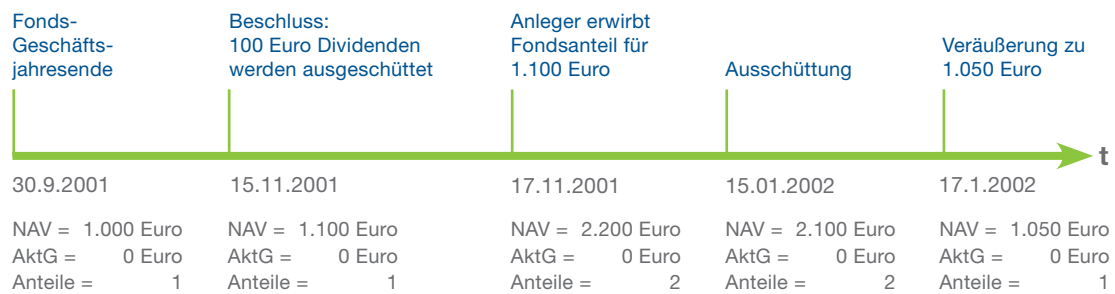 Fonds-
Geschäfts-
jahresende
Beschluss:
100 Euro Dividenden
werden ausgeschüttet
Anleger erwirbt
Fondsanteil für
1.100 Euro
Ausschüttung
Veräußerung zu
1.050 Euro
t
30.9.2001
15.11.2001
17.11.2001
15.01.2002
17.1.2002
NAV = 1.000 Euro
AktG = 0 Euro
Anteile = 1
NAV = 1.100 Euro
AktG = 0 Euro
Anteile = 1
NAV = 2.200 Euro
AktG = 0 Euro
Anteile = 2
NAV = 2.100 Euro
AktG = 0 Euro
Anteile = 2
NAV = 1.050 Euro
AktG = 0 Euro
Anteile = 1